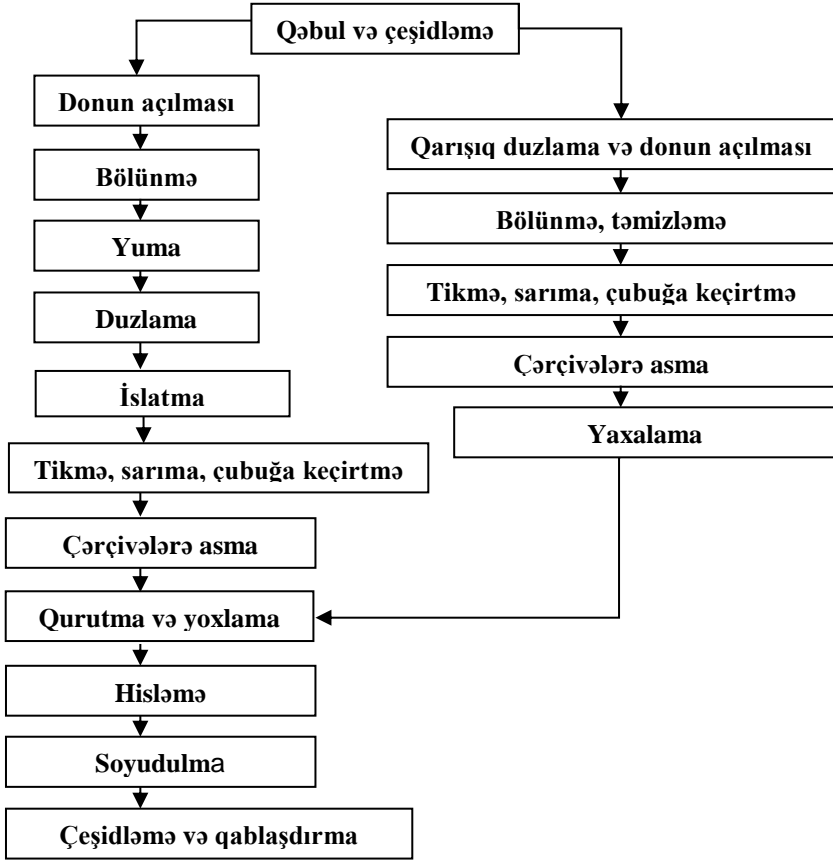 Qəbul və çeşidləmə
Donun açılması
Bölünmə
Yuma
Duzlama
İslatma
Tikmə, sarıma, çubuğa keçirtmə
Çərçivələrə asma
Qarışıq duzlama və donun açılması
Bölünmə, təmizləmə
Tikmə, sarıma, çubuğa keçirtmə
Çərçivələrə asma
Yaxalama
Qurutma və yoxlama
Hisləmə
Soyudulma
Çeşidləmə və qablaşdırma